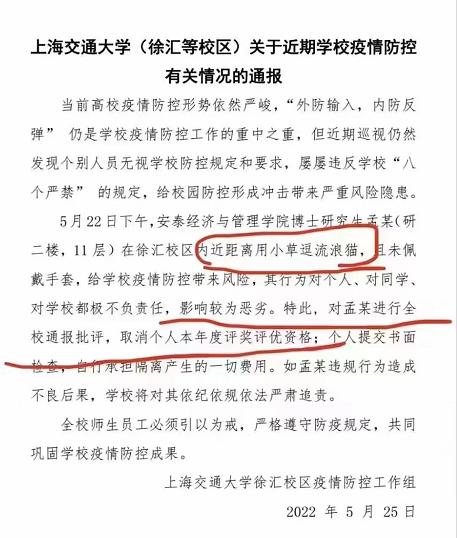 上海交通大学（徐汇等校区）关于近期学校疫情防控
有关情况的通报
当前高校疫情防控形势依然严峻，“外防输入，内防反
弹” 仍是学校疫情防控工作的重中之重，但近期巡视仍然
发现个别人员无视学校防控规定和要求，屡屡违反学校“八
个严禁” 的规定，给校园防控形成冲击带来严重风险隐患。
5月22日下午，安泰经济与管理学院博士研究生孟某（研
二楼，11层）在徐汇校区内近距离用小草逗流浪猫，且未佩
戴手套，给学校疫情防控带来风险，其行为对个人、对同学、
对学校都极不负责任，影响较为恶劣。特此，对孟某进行全
校通报批评，取消个人本年度评奖评优资格；个人提交书面
检查，自行承担隔离产生的一切费用。如孟某违规行为造成
不良后果，学校将对其依纪依规依法严肃追责。
全校师生员工必须引以为戒，严格遵守防疫规定，共同
巩固学校疫情防控成果。
上海交通大学徐汇校区疫情防控工作组
2022 年 5 月 25 日